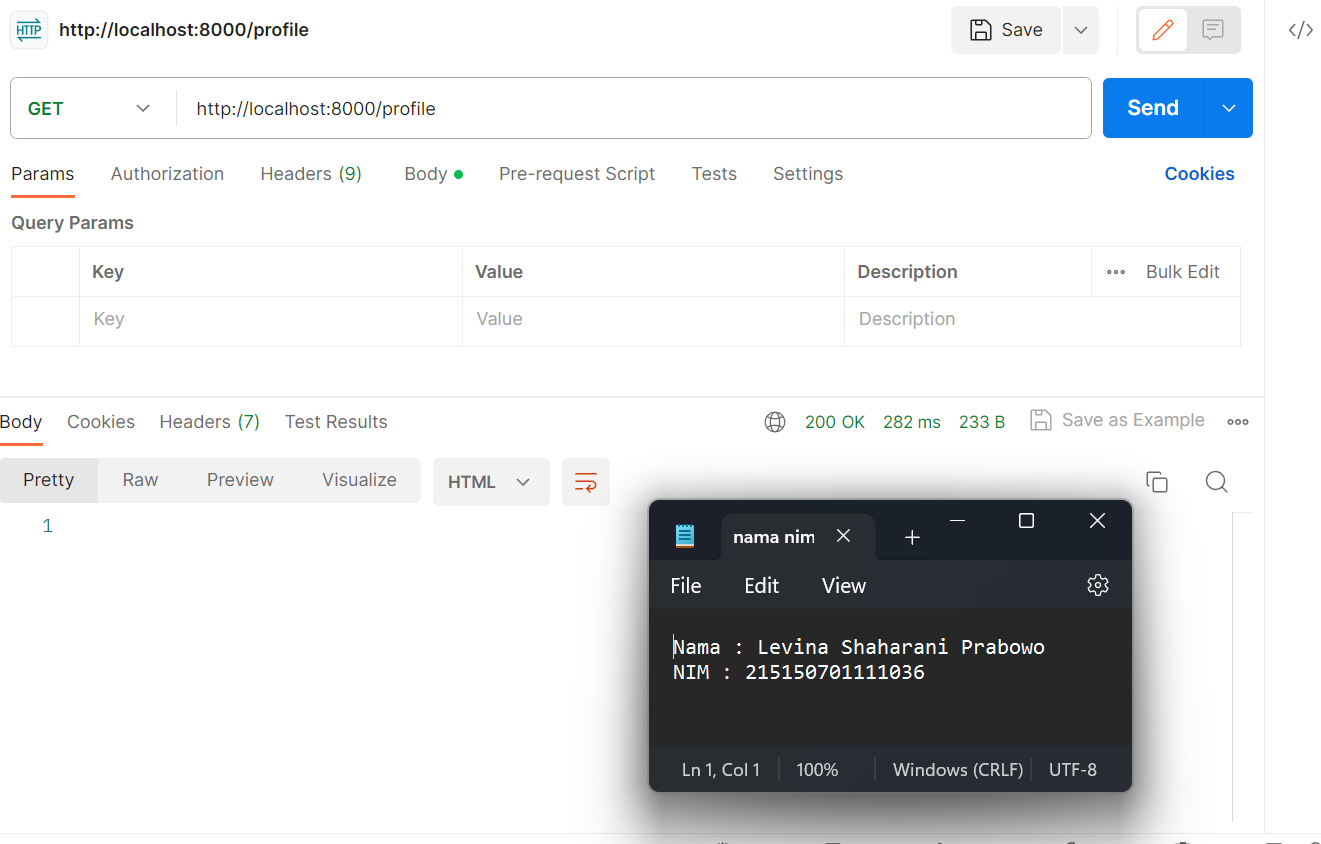 HTTP http://localhost:8000/profile Save
GET http://localhost:8000/profile Send
Params Authorization Headers (9) Body Pre-request Script Tests Settings Cookies
Query Params
Key Value Description Bulk Edit
Key Value Description
Body Cookies Headers (7) Test Results 200 OK 282 ms 233 B Save as Example
Pretty Raw Preview Visualize HTML
1
nama nim
File Edit View
Nama : Levina Shaharani Prabowo
NIM : 215150701111036
Ln 1, Col 1 100% Windows (CRLF) UTF-8